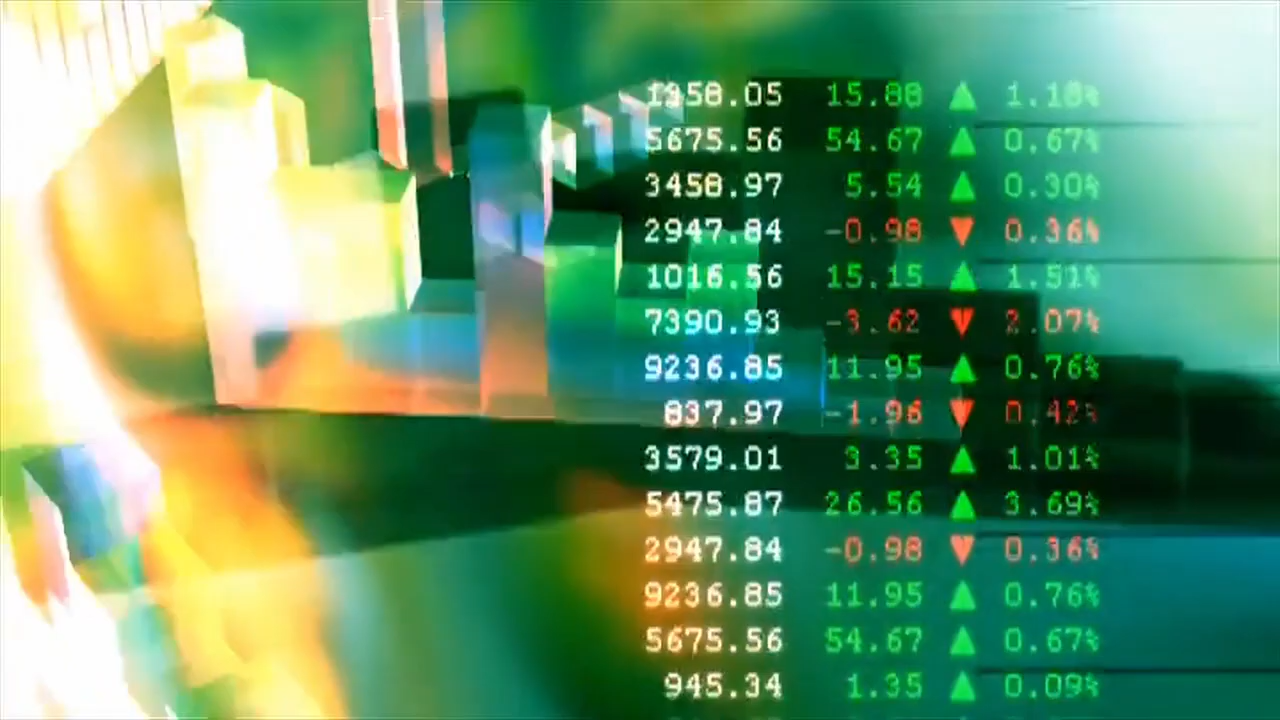 1358.05 15.88 ▲ 1.18%
5675.56 54.67 ▲ 0.67%
3458.97 5.54 ▲ 0.30%
2947.84 -0.98 ▼ 0.36%
1016.56 15.15 ▲ 1.51%
7390.93 -3.62 ▼ 2.07%
9236.85 11.95 ▲ 0.76%
837.97 -1.96 ▼ 0.42%
3579.01 3.35 ▲ 1.01%
5475.87 26.56 ▲ 3.69%
2947.84 -0.98 ▼ 0.36%
9236.85 11.95 ▲ 0.76%
5675.56 54.67 ▲ 0.67%
945.34 1.35 ▲ 0.09%